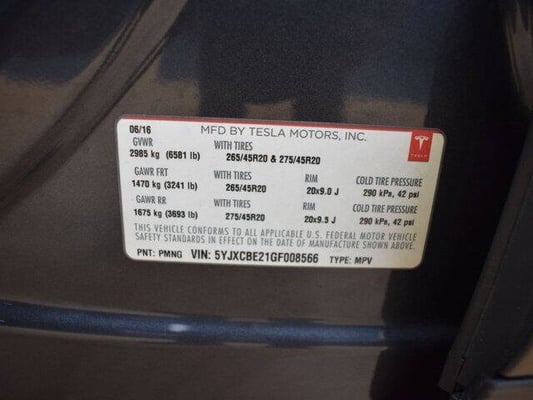 06/16 MFD BY TESLA MOTORS, INC.
GVWR WITH TIRES
2985 kg (6581 lb) 265/45R20 & 275/45R20
GAWR FRT WITH TIRES RIM COLD TIRE PRESSURE
1470 kg (3241 lb) 265/45R20 20x9.0 J 290 kPa, 42 psi
GAWR RR WITH TIRES RIM COLD TIRE PRESSURE
1675 kg (3693 lb) 275/45R20 20x9.5 J 290 kPa, 42 psi
THIS VEHICLE CONFORMS TO ALL APPLICABLE U.S. FEDERAL MOTOR VEHICLE
SAFETY STANDARDS IN EFFECT ON THE DATE OF MANUFACTURE SHOWN ABOVE.
PNT: PMNG VIN: 5YJXCBE21GF008566 TYPE: MPV
TESLA